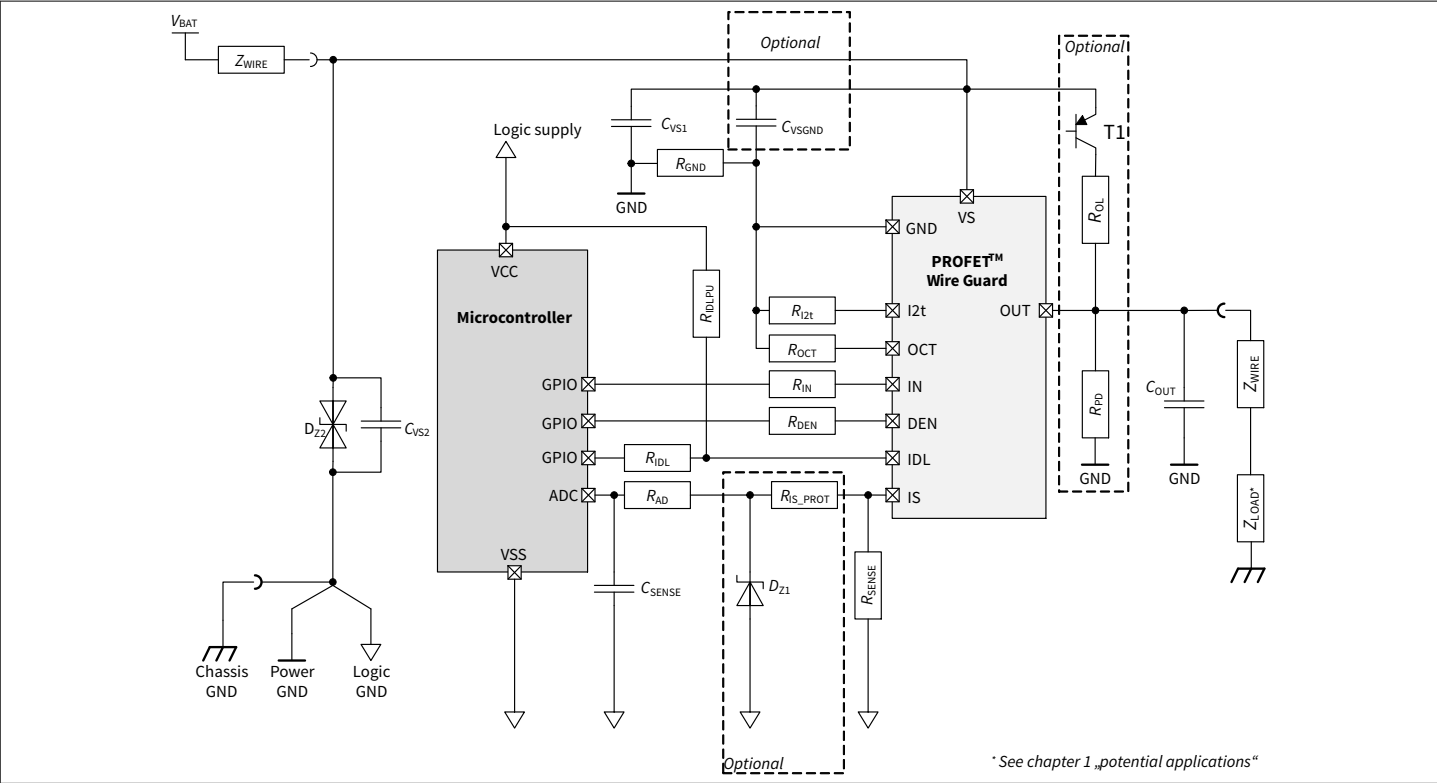 VBAT
ZWIRE
Optional
Optional
CVS1
CVSGND
T1
Logic supply
RGND
GND
ROL
VS
GND
PROFET™
Wire Guard
VCC
Microcontroller
RIDLPU
RI2t
I2t
OUT
ROCT
OCT
GPIO
RIN
IN
ZWIRE
COUT
RPD
GPIO
RDEN
DEN
DZ2
CVS2
GPIO
RIDL
IDL
GND
GND
ADC
RAD
RIS_PROT
IS
ZLOAD*
VSS
CSENSE
DZ1
RSENSE
Chassis
GND
Power
GND
Logic
GND
Optional
* See chapter 1 „potential applications“